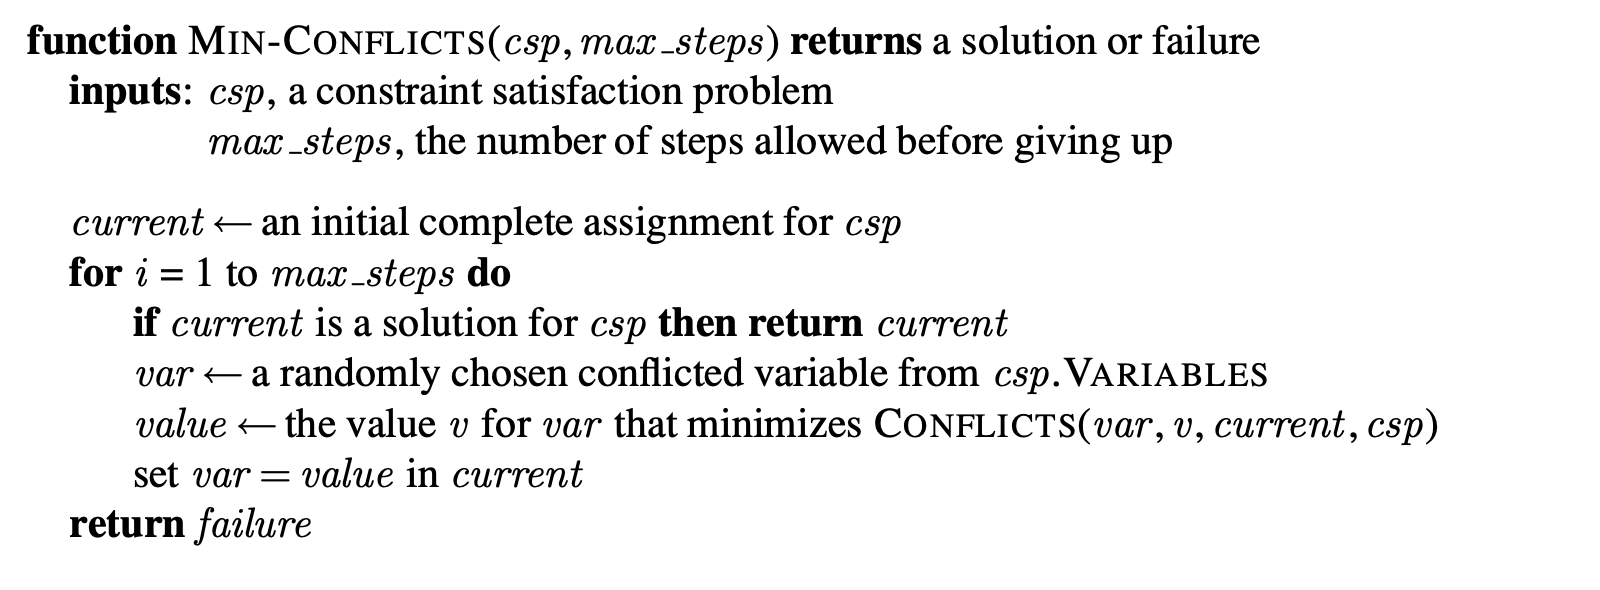 function MIN-CONFLICTS(csp, max_steps) returns a solution or failure
inputs: csp, a constraint satisfaction problem
max_steps, the number of steps allowed before giving up
current ← an initial complete assignment for csp
for i = 1 to max_steps do
if current is a solution for csp then return current
var ← a randomly chosen conflicted variable from csp.VARIABLES
value ← the value v for var that minimizes CONFLICTS(var, v, current, csp)
set var = value in current
return failure